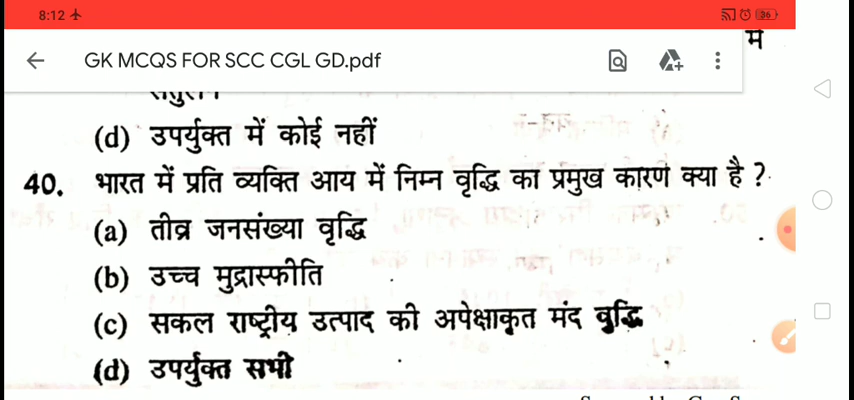 8:12
36
में
GK MCQS FOR SCC CGL GD.pdf
(d) उपर्युक्त में कोई नहीं
40. भारत में प्रति व्यक्ति आय में निम्न वृद्धि का प्रमुख कारण क्या है ?
(a) तीव्र जनसंख्या वृद्धि
(b) उच्च मुद्रास्फीति
(c) सकल राष्ट्रीय उत्पाद की अपेक्षाकृत मंद वृद्धि
(d) उपर्युक्त सभी